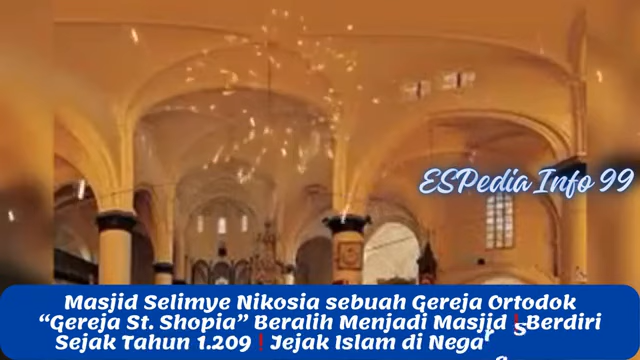 ESPedia Info 99
Masjid Selimye Nikosia sebuah Gereja Ortodok
“Gereja St. Shopia” Beralih Menjadi Masjid❗Berdiri
Sejak Tahun 1.209❗Jejak Islam di Nega